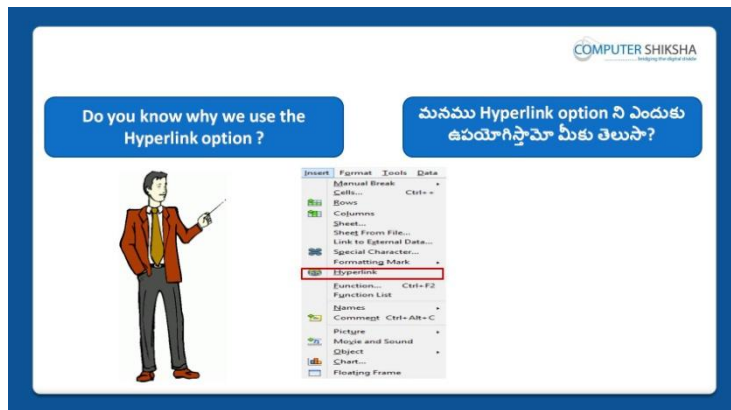 COMPUTER SHIKSHA
bridging the digital divide
Do you know why we use the
Hyperlink option ?
మనము Hyperlink option ని ఎందుకు
ఉపయోగిస్తామో మీకు తెలుసా?
Insert Format Tools Data
Manual Break
Cells... Ctrl++
Rows
Columns
Sheet...
Sheet From File...
Link to External Data...
Special Character...
Formatting Mark
Hyperlink
Function... Ctrl+F2
Function List
Names
Comment Ctrl+Alt+C
Picture
Movie and Sound
Object
Chart...
Floating Frame